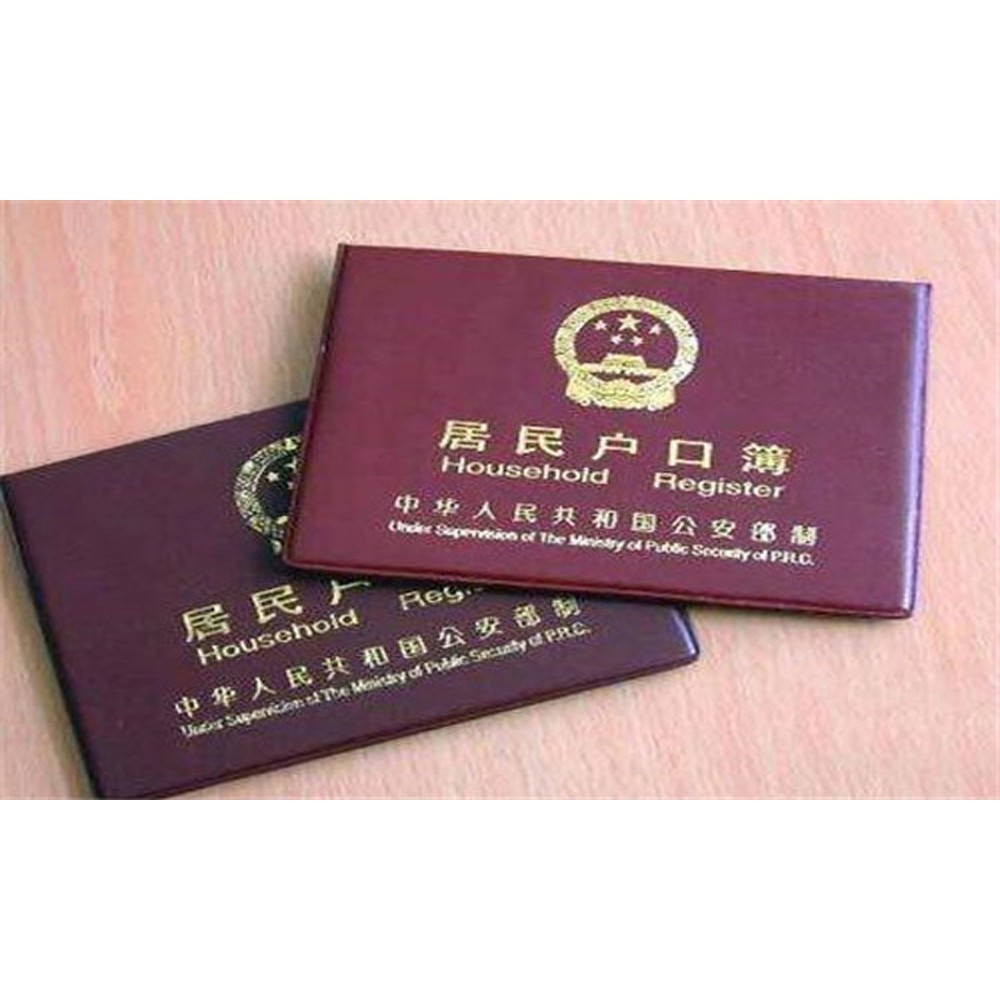 居民户口簿
Household Register
中华人民共和国公安部制
Under Supervision of The Ministry of Public Security of P.R.C.
居民户
Household Regis
中华人民共和国公安部制
Under Supervision of The Ministry of Public Security of P.R.C.